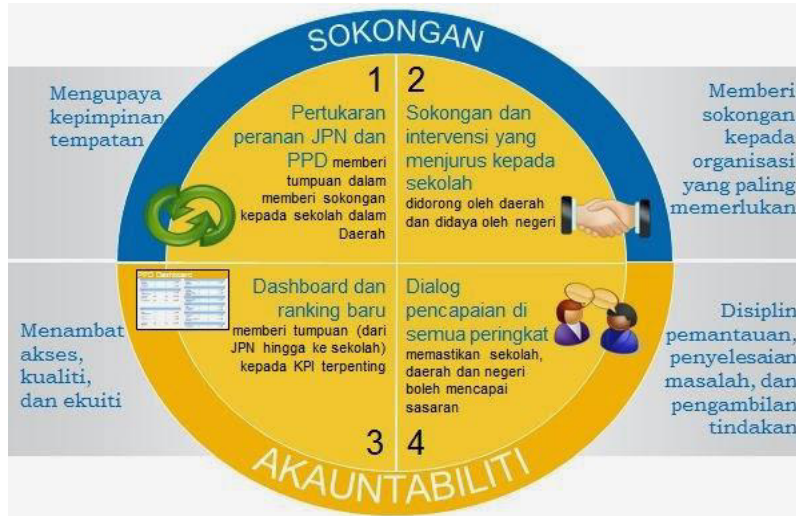 SOKONGAN
Mengupaya
kepimpinan
tempatan
1
Pertukaran
peranan JPN dan
PPD memberi
tumpuan dalam
memberi sokongan
kepada sekolah dalam
Daerah
2
Sokongan dan
intervensi yang
menjurus kepada
sekolah
didorong oleh daerah
dan didaya oleh negeri
Memberi
sokongan
kepada
organisasi
yang paling
memerlukan
Menambat
akses,
kualiti,
dan ekuiti
PPD Dashboard
Dashboard dan
ranking baru
memberi tumpuan (dari
JPN hingga ke sekolah)
kepada KPI terpenting
3
Dialog
pencapaian di
semua peringkat
memastikan sekolah,
daerah dan negeri
boleh mencapai
sasaran
4
Disiplin
pemantauan,
penyelesaian
masalah, dan
pengambilan
tindakan
AKAUNTABILITI